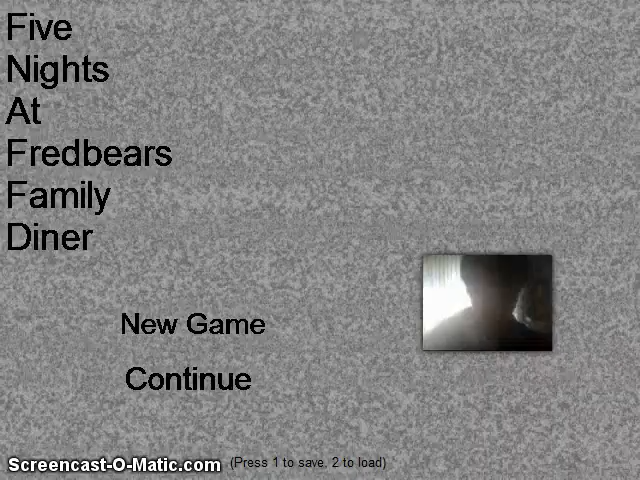 Five
Nights
At
Fredbears
Family
Diner
New Game
Continue
Screencast-O-Matic.com
(Press 1 to save, 2 to load)